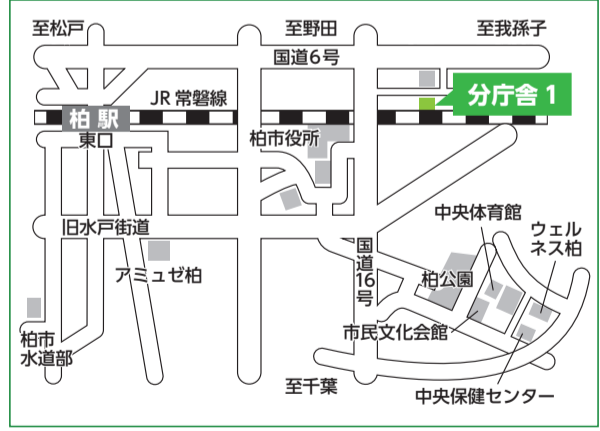 至松戸
至野田
至我孫子
国道6号
JR常磐線
分庁舎1
柏駅
東口
柏市役所
旧水戸街道
中央体育館
ウェル
ネス柏
国道16号
アミュゼ柏
柏公園
市民文化会館
柏市
水道部
至千葉
中央保健センター